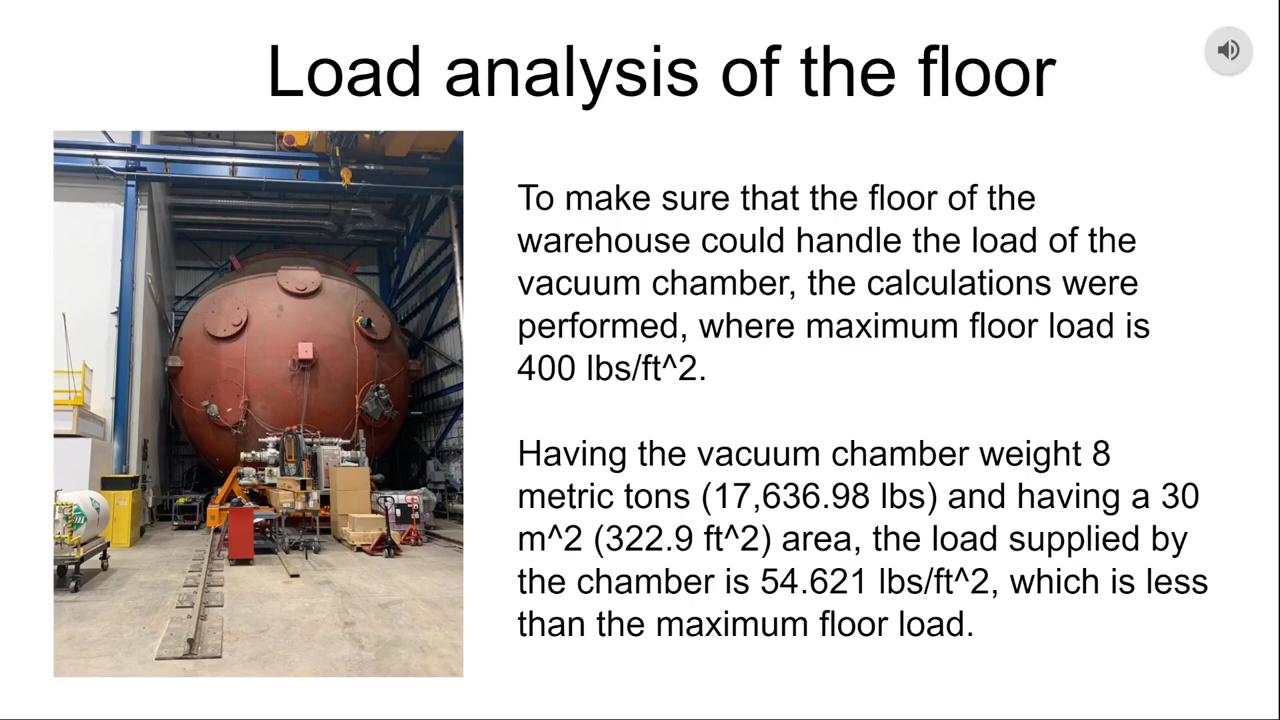 Load analysis of the floor
To make sure that the floor of the
warehouse could handle the load of the
vacuum chamber, the calculations were
performed, where maximum floor load is
400 lbs/ft^2.
Having the vacuum chamber weight 8
metric tons (17,636.98 lbs) and having a 30
m^2 (322.9 ft^2) area, the load supplied by
the chamber is 54.621 lbs/ft^2, which is less
than the maximum floor load.